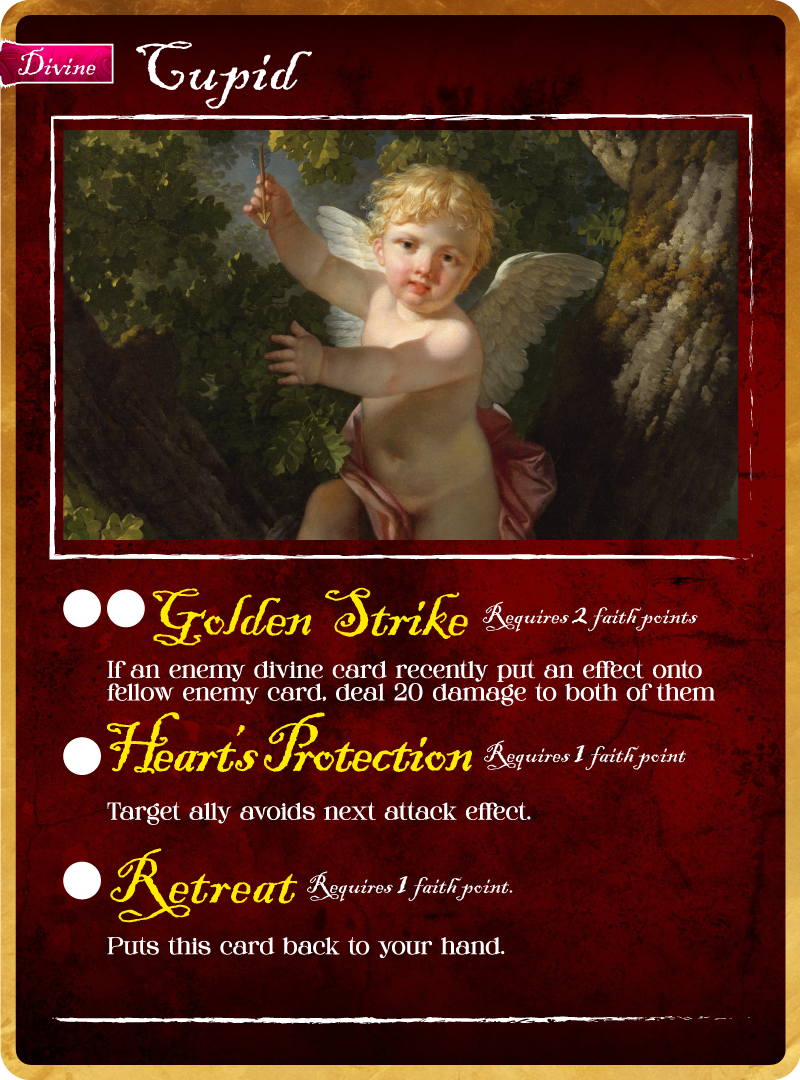 Divine
Cupid
Golden Strike Requires 2 faith points
If an enemy divine card recently put an effect onto
fellow enemy card, deal 20 damage to both of them
Heart's Protection Requires 1 faith point
Target ally avoids next attack effect.
Retreat Requires 1 faith point.
Puts this card back to your hand.